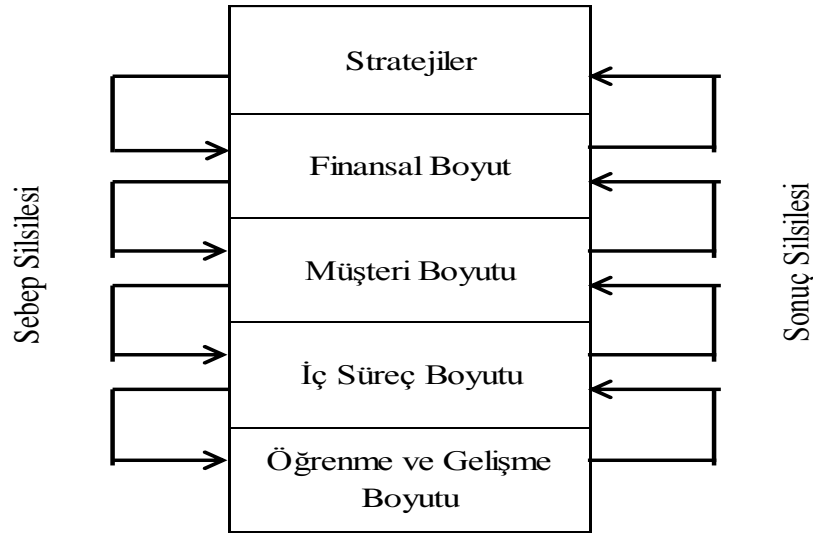 Stratejiler
Finansal Boyut
Müşteri Boyutu
İç Süreç Boyutu
Öğrenme ve Gelişme
Boyutu
Sebep Silsilesi
Sonuç Silsilesi